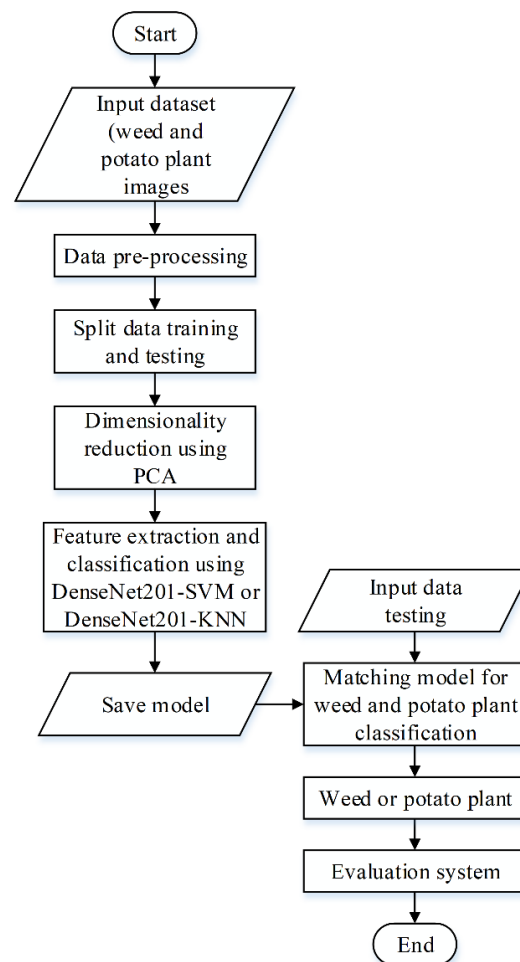 Start
Input dataset
(weed and
potato plant
images
Data pre-processing
Split data training
and testing
Dimensionality
reduction using
PCA
Feature extraction and
classification using
DenseNet201-SVM or
DenseNet201-KNN
Save model
Input data
testing
Matching model for
weed and potato plant
classification
Weed or potato plant
Evaluation system
End